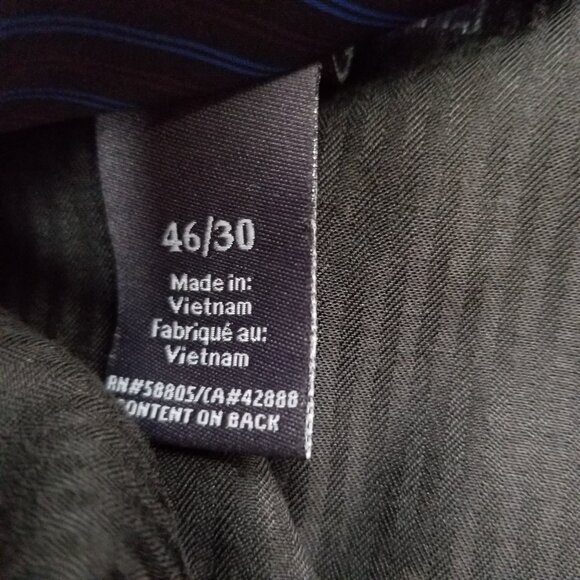 46/30
Made in:
Vietnam
Fabriqué au:
Vietnam
RN#58805/CA#42888
CONTENT ON BACK